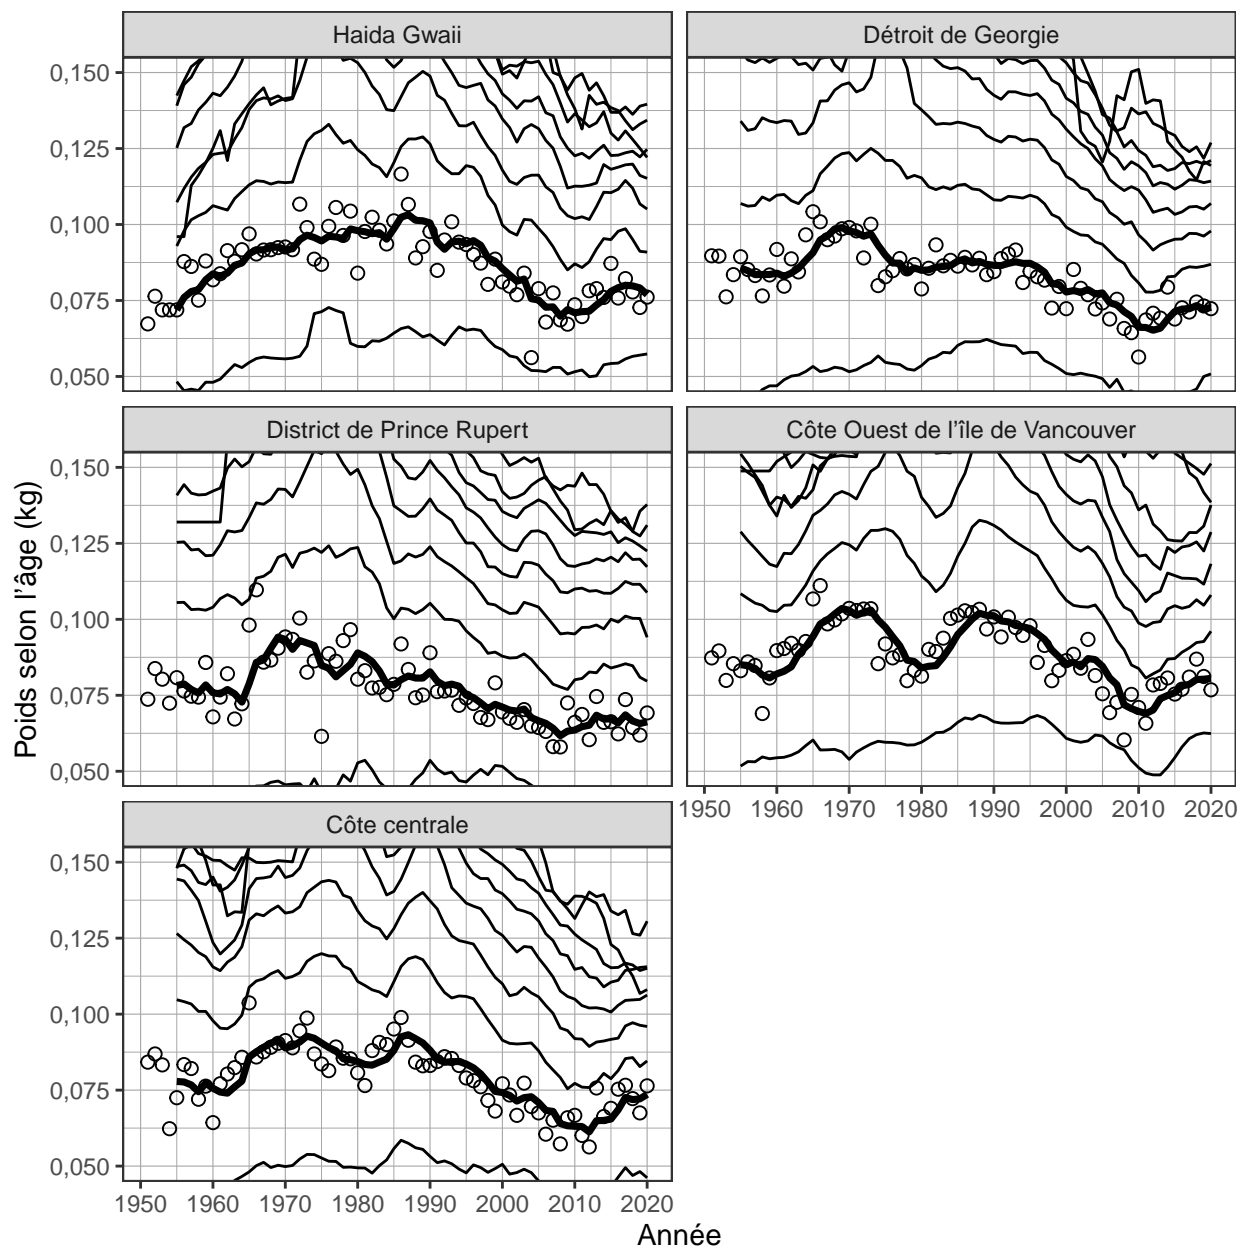 Haida Gwaii
Détroit de Georgie
0,150
0,125
0,100
0,075
0,050
District de Prince Rupert
Côte Ouest de l'île de Vancouver
0,150
0,125
0,100
0,075
0,050
Poids selon l'âge (kg)
1950 1960 1970 1980 1990 2000 2010 2020
Côte centrale
0,150
0,125
0,100
0,075
0,050
1950 1960 1970 1980 1990 2000 2010 2020
Année